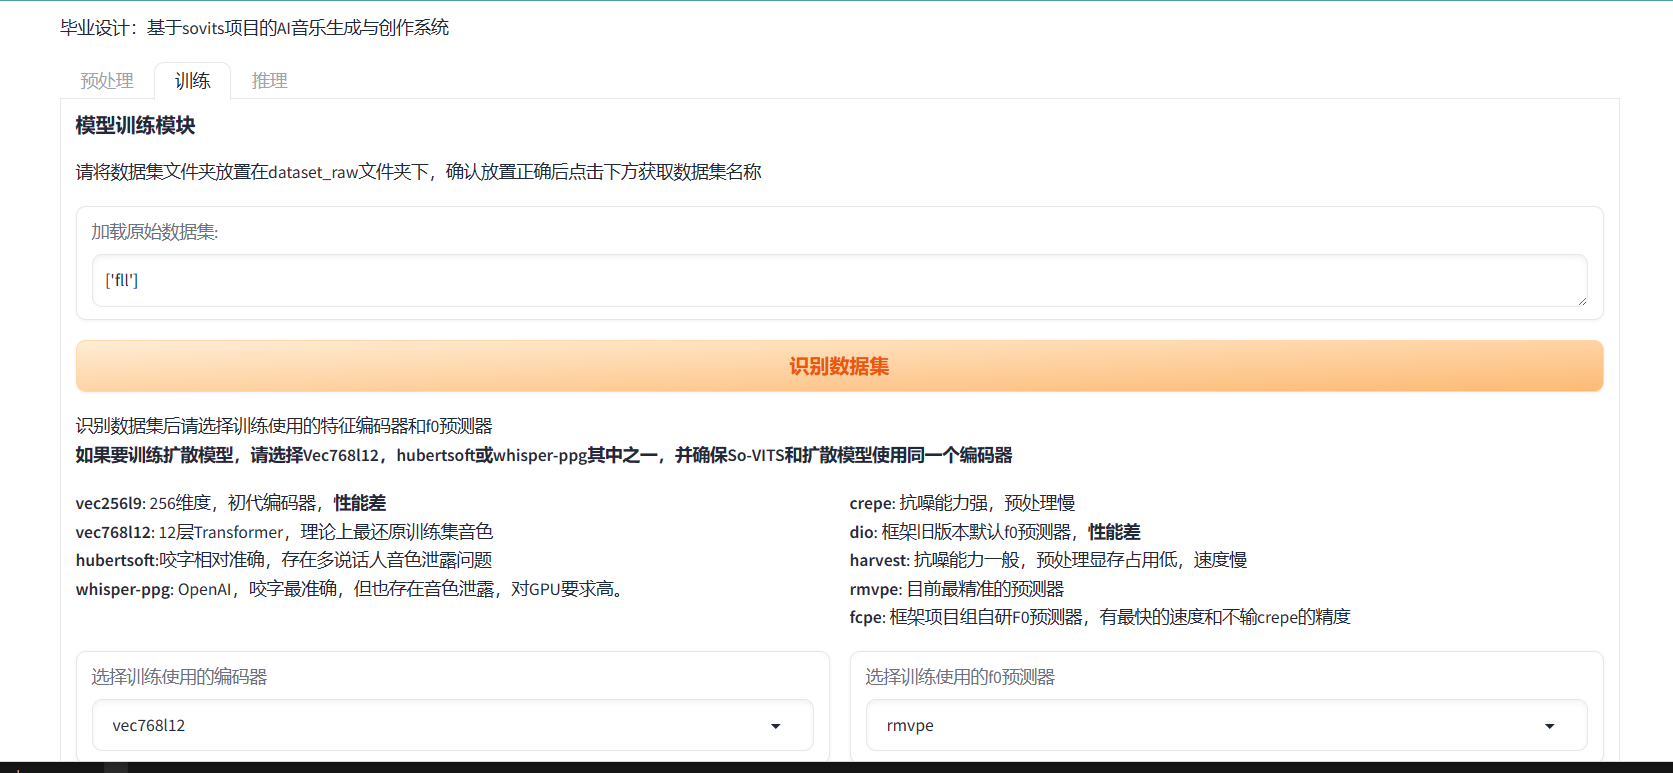 毕业设计：基于sovits项目的AI音乐生成与创作系统
预处理
训练
推理
模型训练模块
请将数据集文件夹放置在dataset_raw文件夹下，确认放置正确后点击下方获取数据集名称
加载原始数据集:
['fll']
识别数据集
识别数据集后请选择训练使用的特征编码器和f0预测器
如果要训练扩散模型，请选择Vec768l12，hubertsoft或whisper-ppg其中之一，并确保So-VITS和扩散模型使用同一个编码器
vec256l9: 256维度，初代编码器，性能差
vec768l12: 12层Transformer，理论上最还原训练集音色
hubertsoft:咬字相对准确，存在多说话人音色泄露问题
whisper-ppg: OpenAI，咬字最准确，但也存在音色泄露，对GPU要求高。
crepe: 抗噪能力强，预处理慢
dio: 框架旧版本默认f0预测器，性能差
harvest: 抗噪能力一般，预处理显存占用低，速度慢
rmvpe: 目前最精准的预测器
fcpe: 框架项目组自研F0预测器，有最快的速度和不输crepe的精度
选择训练使用的编码器
vec768l12
选择训练使用的f0预测器
rmvpe